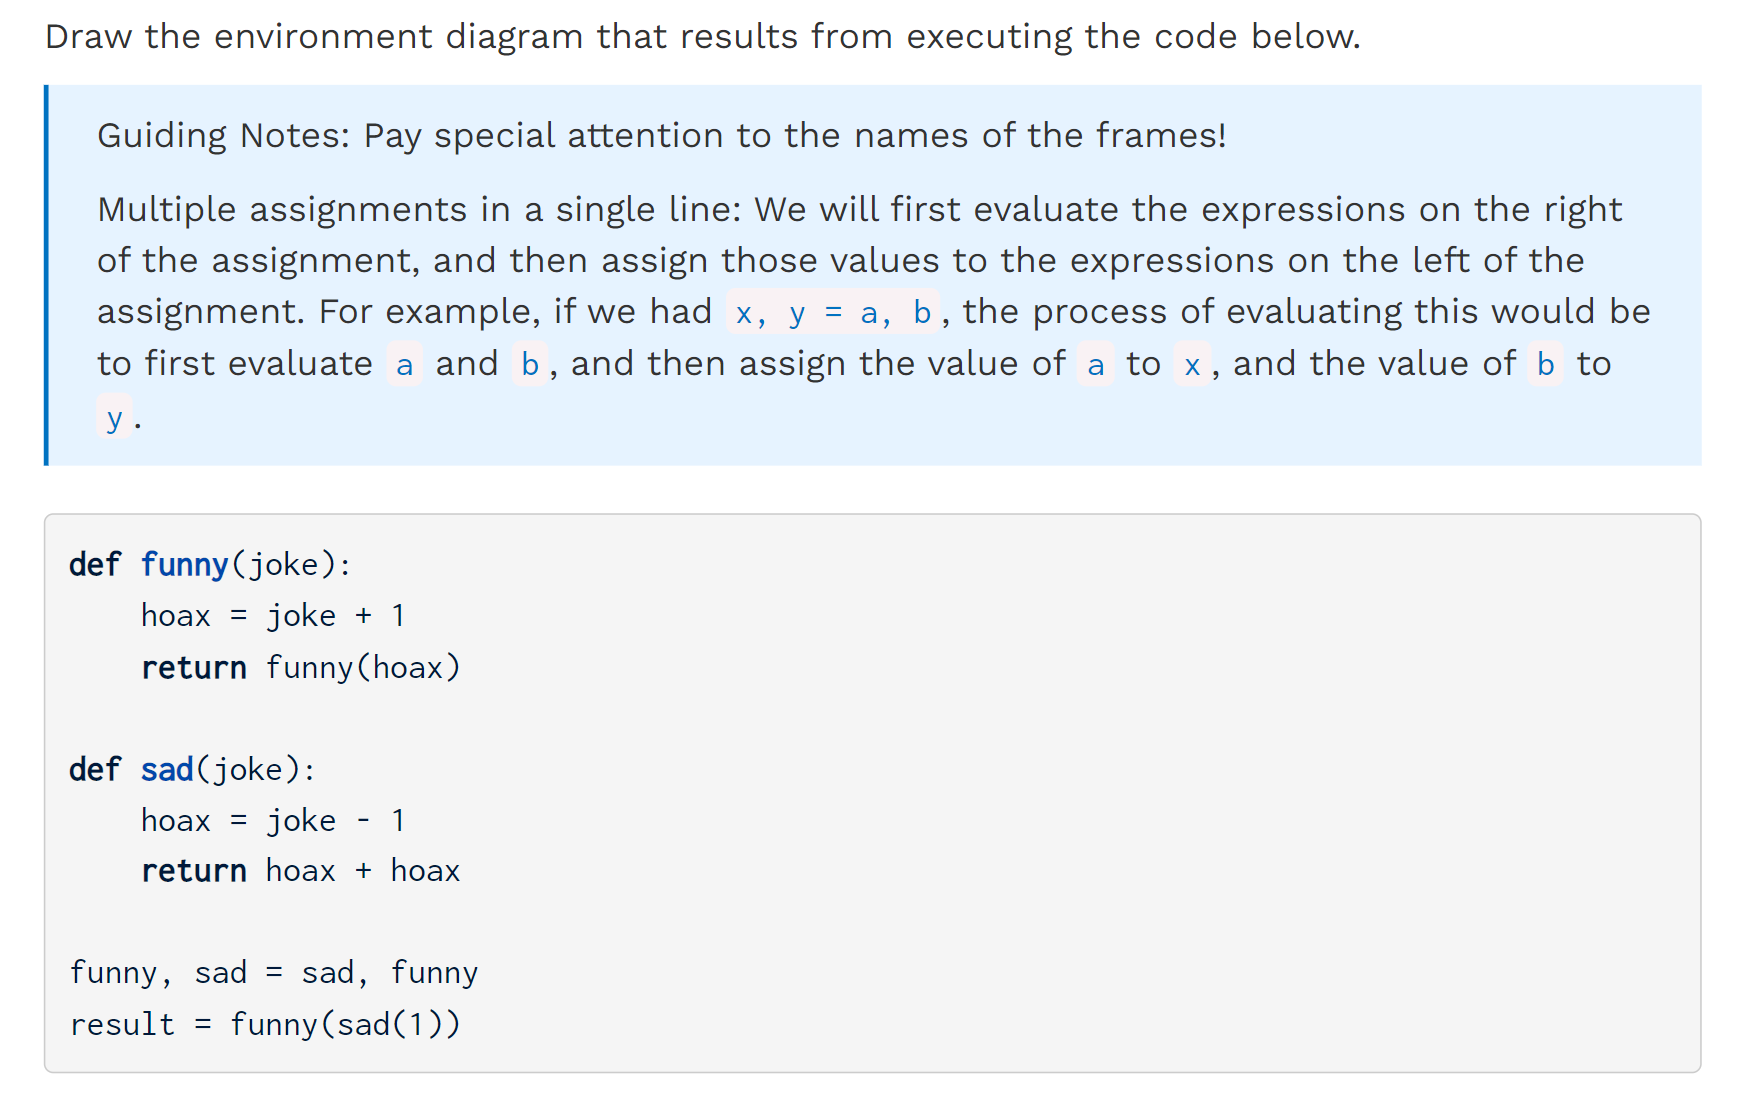 Draw the environment diagram that results from executing the code below.
Guiding Notes: Pay special attention to the names of the frames!
Multiple assignments in a single line: We will first evaluate the expressions on the right
of the assignment, and then assign those values to the expressions on the left of the
assignment. For example, if we had x, y = a, b, the process of evaluating this would be
to first evaluate a and b, and then assign the value of a to x, and the value of b to
y.
def funny(joke):
    hoax = joke + 1
    return funny(hoax)
def sad(joke):
    hoax = joke - 1
    return hoax + hoax
funny, sad = sad, funny
result = funny(sad(1))